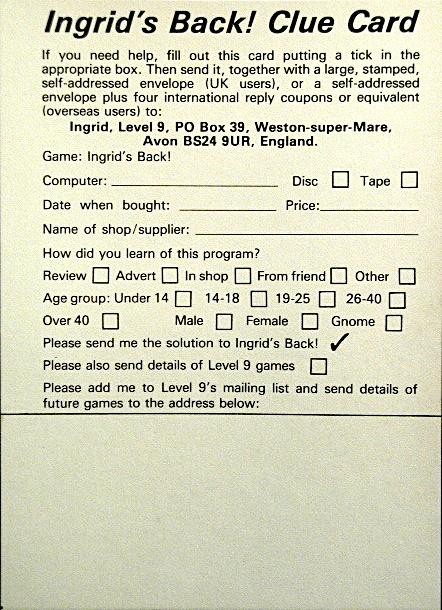 Ingrid's Back! Clue Card
If you need help, fill out this card putting a tick in the
appropriate box. Then send it, together with a large, stamped,
self-addressed envelope (UK users), or a self-addressed
envelope plus four international reply coupons or equivalent
(overseas users) to:
Ingrid, Level 9, PO Box 39, Weston-super-Mare,
Avon BS24 9UR, England.
Game: Ingrid's Back!
Computer: Disc Tape
Date when bought: Price:
Name of shop/supplier:
How did you learn of this program?
Review Advert In shop From friend Other
Age group: Under 14 14-18 19-25 26-40
Over 40 Male Female Gnome
Please send me the solution to Ingrid's Back! ✓
Please also send details of Level 9 games
Please add me to Level 9's mailing list and send details of
future games to the address below: